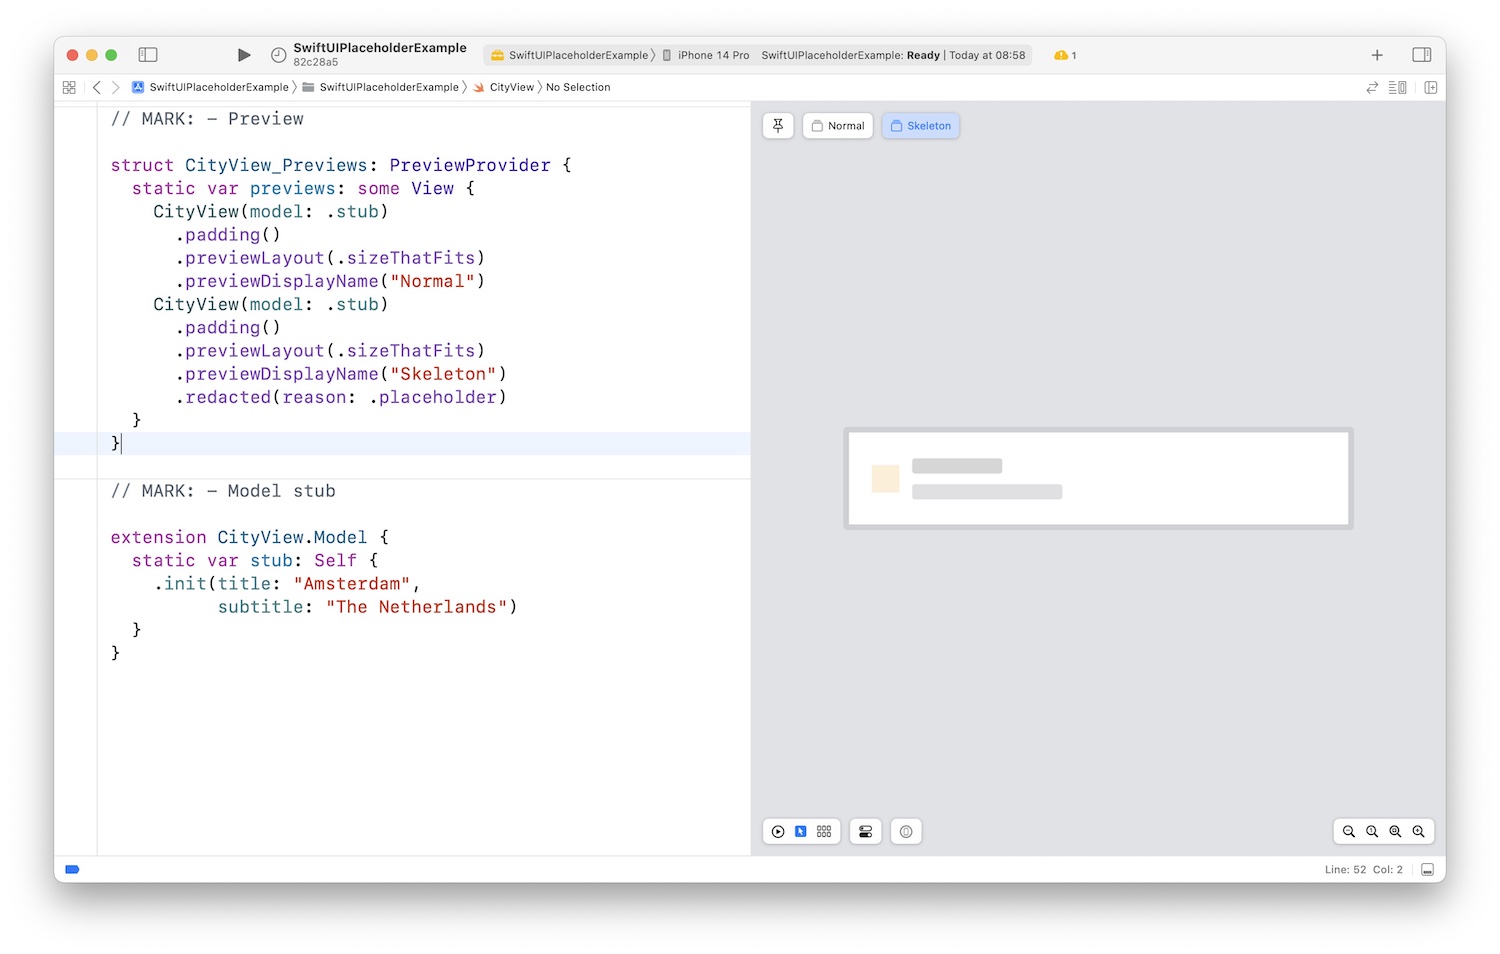 SwiftUIPlaceholderExample
82c28a5
SwiftUIPlaceholderExample 〉 iPhone 14 Pro SwiftUIPlaceholderExample: Ready | Today at 08:58
1
SwiftUIPlaceholderExample 〉 SwiftUIPlaceholderExample 〉 CityView 〉 No Selection
// MARK: – Preview
struct CityView_Previews: PreviewProvider {
  static var previews: some View {
    CityView(model: .stub)
      .padding()
      .previewLayout(.sizeThatFits)
      .previewDisplayName("Normal")
    CityView(model: .stub)
      .padding()
      .previewLayout(.sizeThatFits)
      .previewDisplayName("Skeleton")
      .redacted(reason: .placeholder)
  }
}
// MARK: – Model stub
extension CityView.Model {
  static var stub: Self {
    .init(title: "Amsterdam",
          subtitle: "The Netherlands")
  }
}
Normal
Skeleton
Line: 52 Col: 2